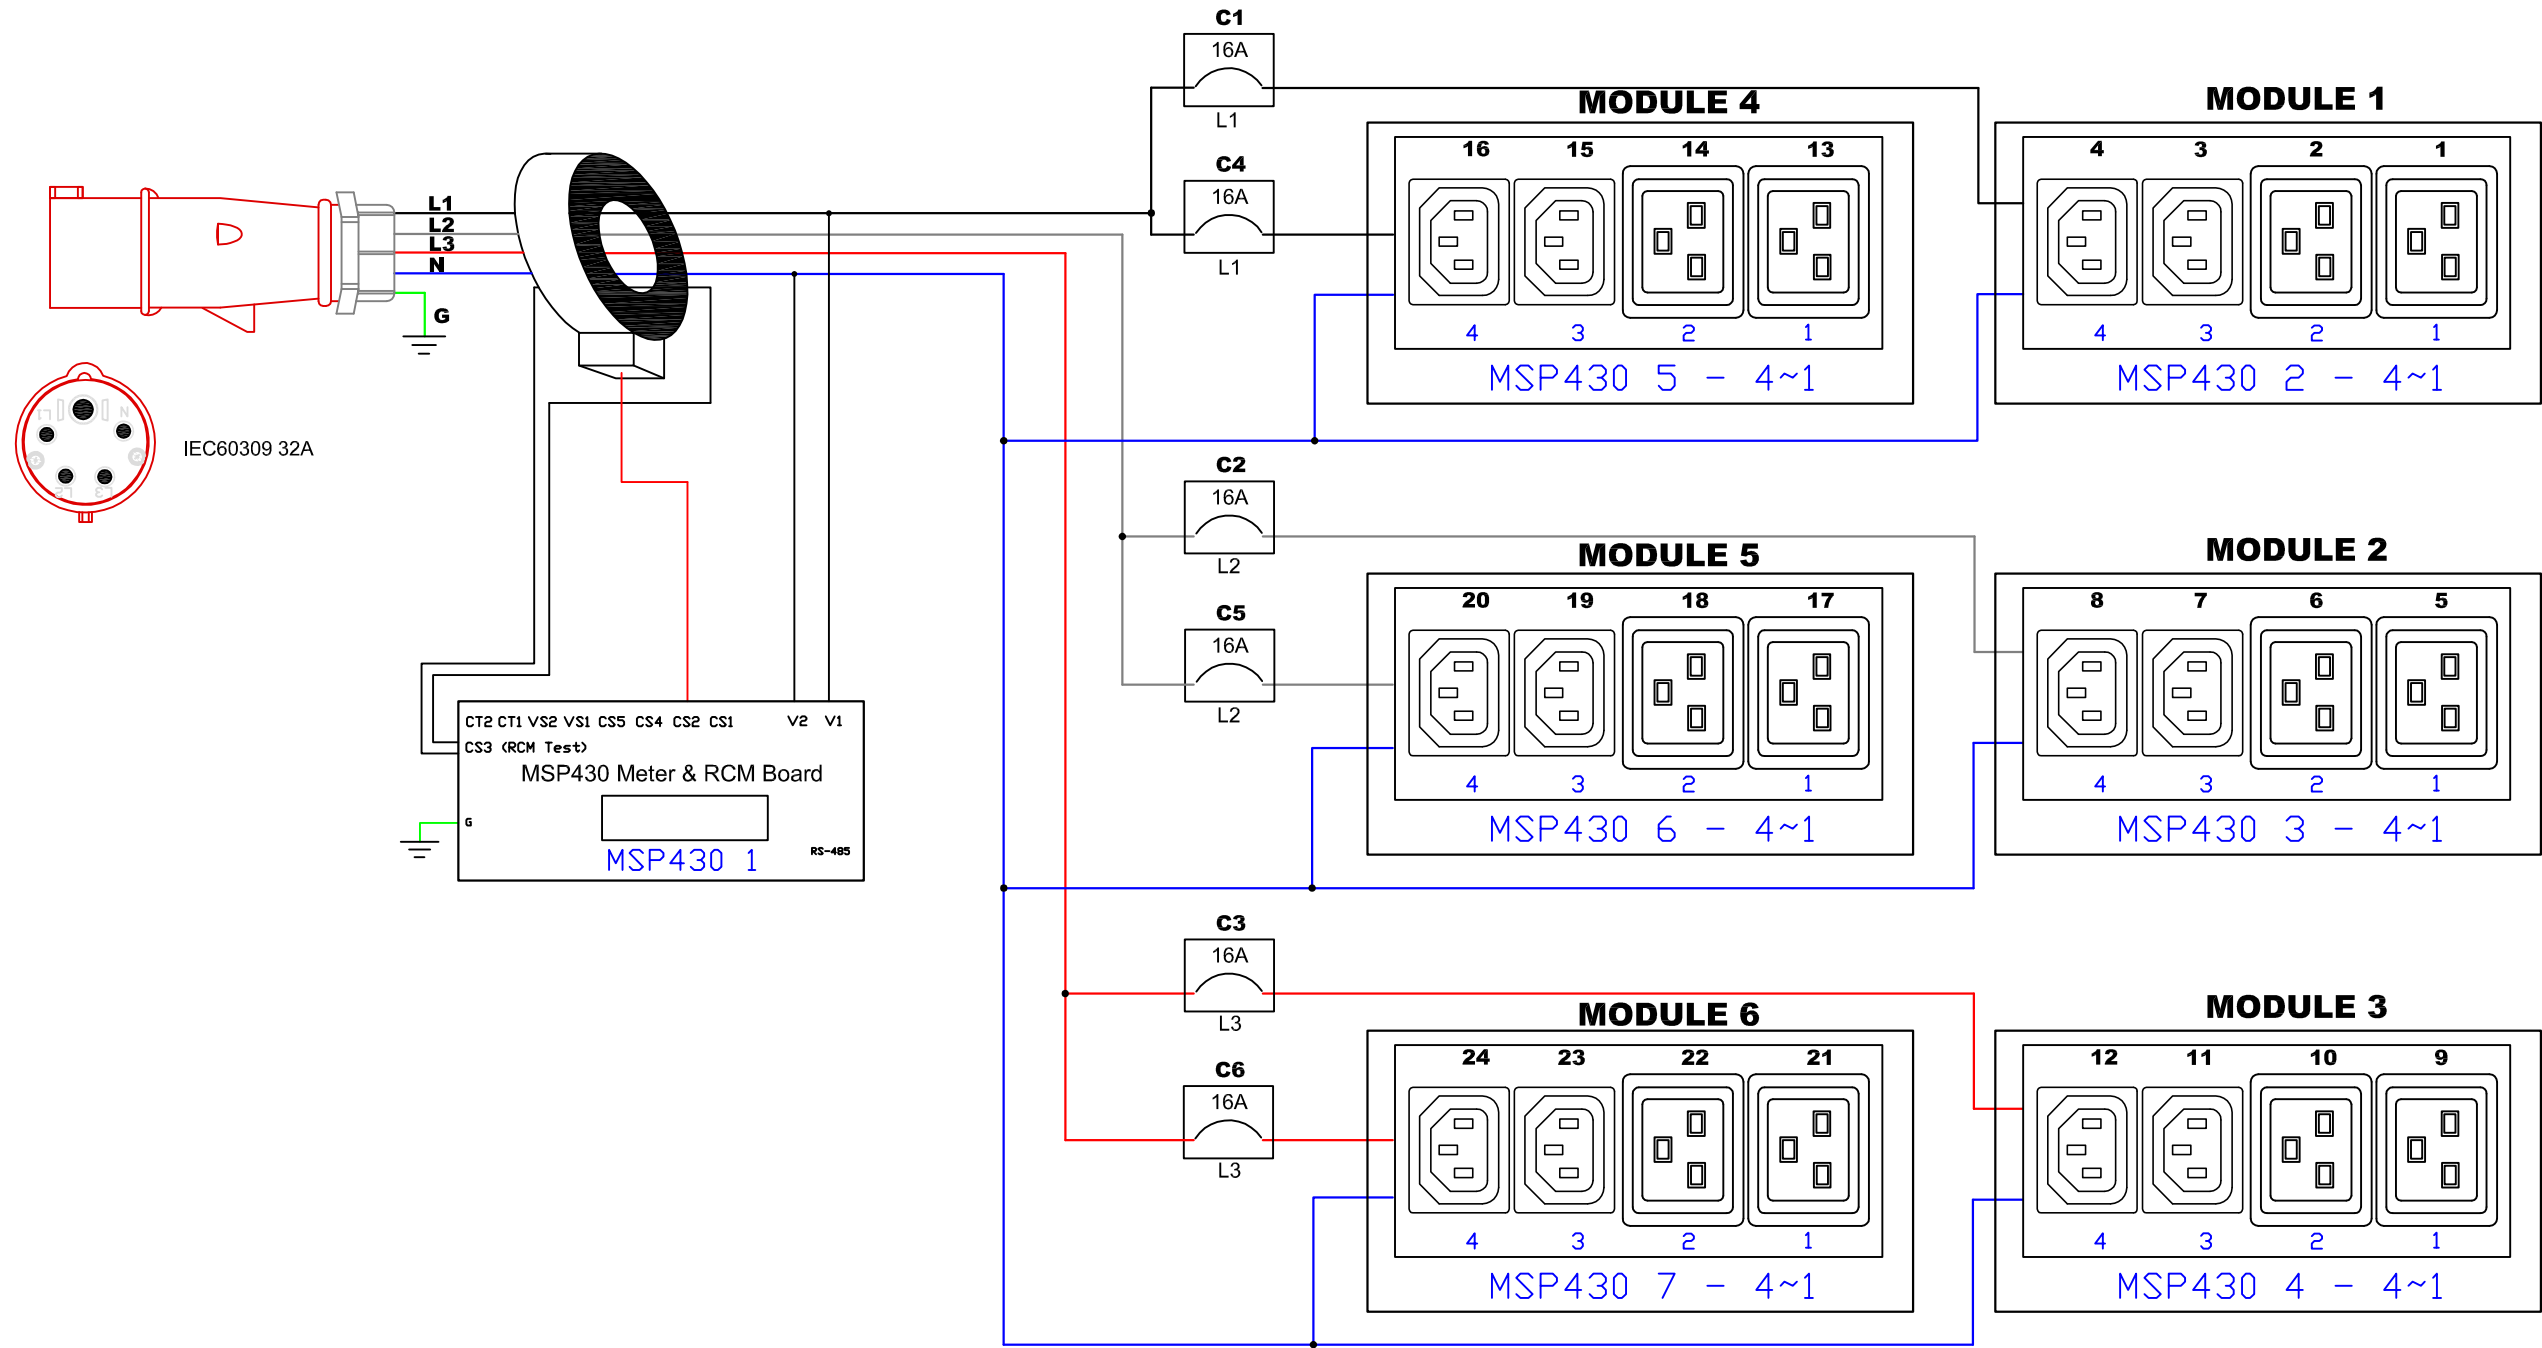 C1
16A
L1
C4
16A
L1
MODULE 4
16 15 14 13
4 3 2 1
MSP430 5 - 4~1
MODULE 1
4 3 2 1
4 3 2 1
MSP430 2 - 4~1
L1
L2
L3
N
G
L1 N
L2 L3
IEC60309 32A
C2
16A
L2
C5
16A
L2
MODULE 5
20 19 18 17
4 3 2 1
MSP430 6 - 4~1
MODULE 2
8 7 6 5
4 3 2 1
MSP430 3 - 4~1
CT2 CT1 VS2 VS1 CS5 CS4 CS2 CS1 V2 V1
CS3 (RCM Test)
MSP430 Meter & RCM Board
G
RS-485
MSP430 1
C3
16A
L3
C6
16A
L3
MODULE 6
24 23 22 21
4 3 2 1
MSP430 7 - 4~1
MODULE 3
12 11 10 9
4 3 2 1
MSP430 4 - 4~1